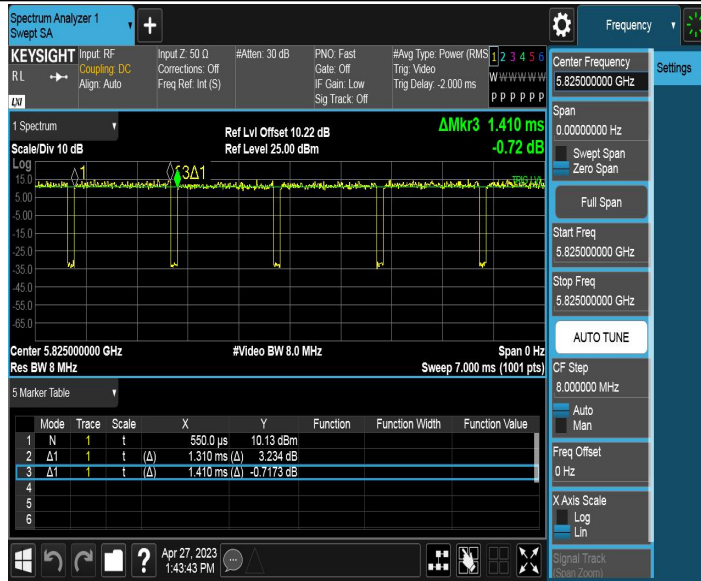 Spectrum Analyzer 1
Swept SA
Frequency
KEYSIGHT
Input: RF
Input Z: 50 Ω
#Atten: 30 dB
PNO: Fast
#Avg Type: Power (RMS
1 2 3 4 5 6
RL
Coupling: DC
Corrections: Off
Gate: Off
Trig: Video
W W W W W W
Align: Auto
Freq Ref: Int (S)
IF Gain: Low
Trig Delay: -2.000 ms
Sig Track: Off
P P P P P P
LXI
1 Spectrum
Ref Lvl Offset 10.22 dB
ΔMkr3 1.410 ms
Scale/Div 10 dB
Ref Level 25.00 dBm
-0.72 dB
Log
15.0
5.00
-5.00
-15.0
-25.0
-35.0
-45.0
-55.0
-65.0
1
3Δ1
TRIG LVL
Center 5.825000000 GHz
#Video BW 8.0 MHz
Span 0 Hz
Res BW 8 MHz
Sweep 7.000 ms (1001 pts)
5 Marker Table
Mode Trace Scale X Y Function Function Width Function Value
1 N 1 t 550.0 µs 10.13 dBm
2 Δ1 1 t (Δ) 1.310 ms (Δ) 3.234 dB
3 Δ1 1 t (Δ) 1.410 ms (Δ) -0.7173 dB
4
5
6
Apr 27, 2023
1:43:43 PM
Center Frequency
5.825000000 GHz
Settings
Span
0.00000000 Hz
Swept Span
Zero Span
Full Span
Start Freq
5.825000000 GHz
Stop Freq
5.825000000 GHz
AUTO TUNE
CF Step
8.000000 MHz
Auto
Man
Freq Offset
0 Hz
X Axis Scale
Log
Lin
Signal Track
(Span Zoom)